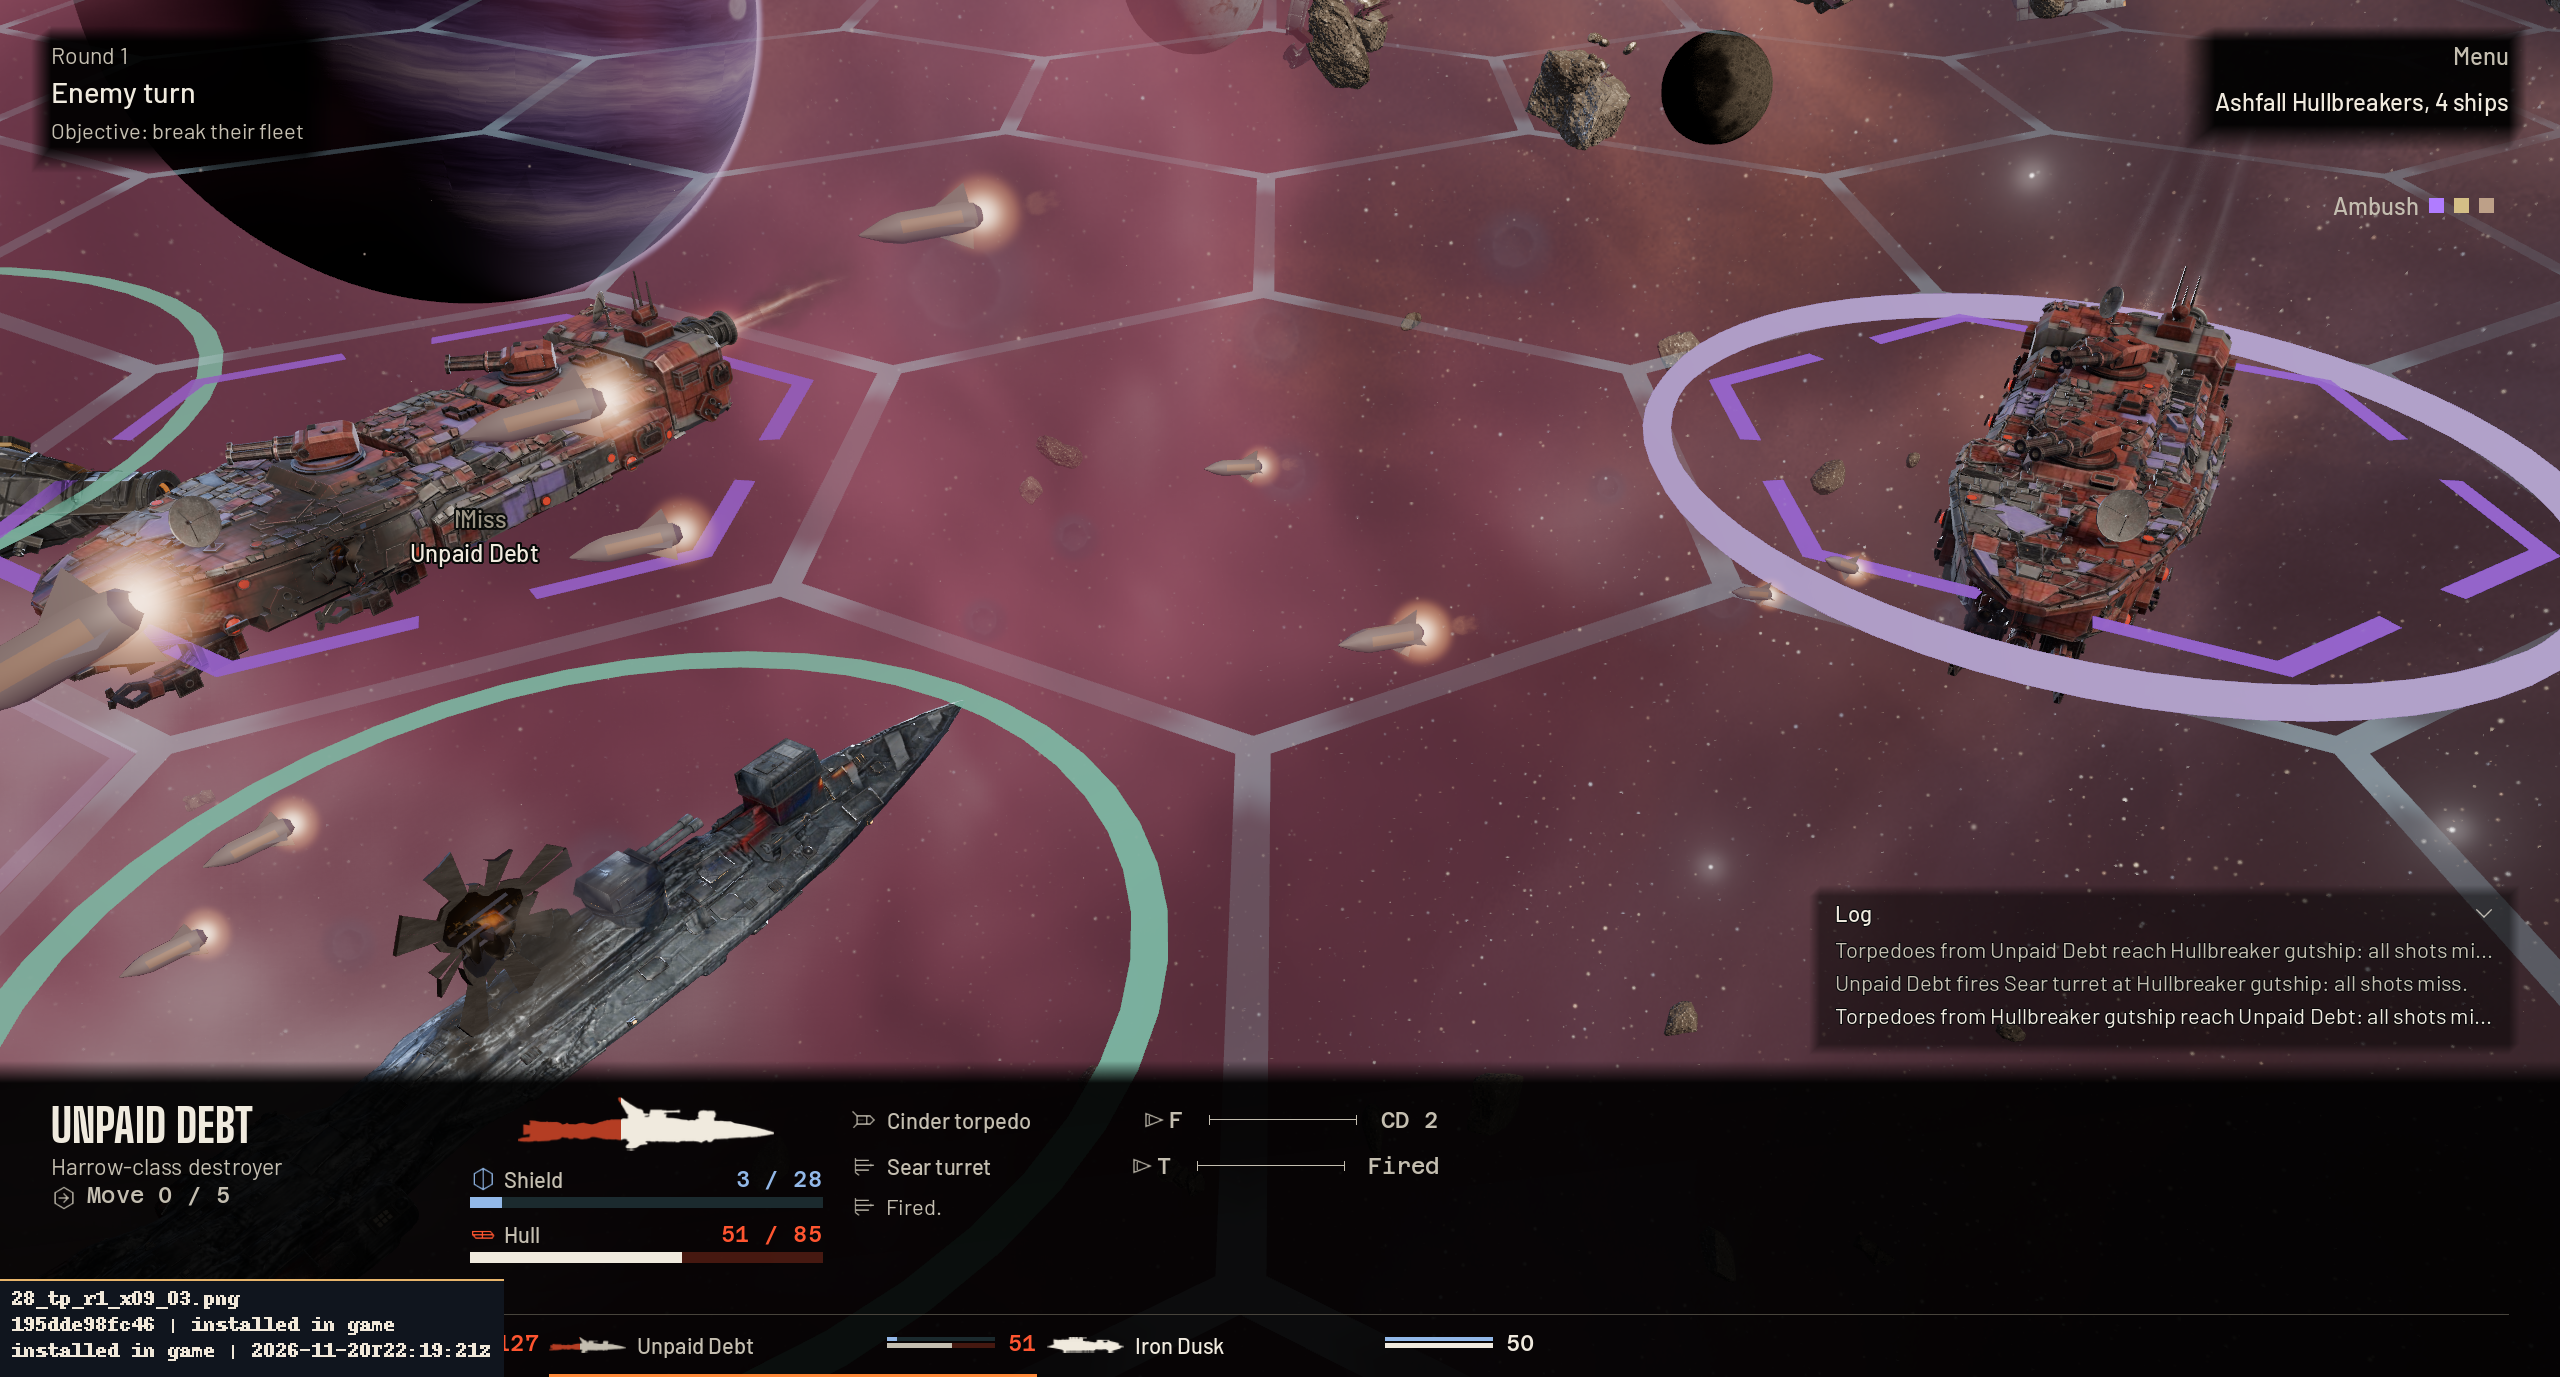 Round 1
Enemy turn
Objective: break their fleet
Menu
Ashfall Hullbreakers, 4 ships
Ambush
Miss
Unpaid Debt
Log
Torpedoes from Unpaid Debt reach Hullbreaker gutship: all shots mi...
Unpaid Debt fires Sear turret at Hullbreaker gutship: all shots miss.
Torpedoes from Hullbreaker gutship reach Unpaid Debt: all shots mi...
UNPAID DEBT
Harrow-class destroyer
Move 0 / 5
Shield 3 / 28
Hull 51 / 85
Cinder torpedo F CD 2
Sear turret T Fired
Fired.
28_tp_r1_x09_03.png
195dde98fc46 | installed in game
installed in game | 2026-11-20T22:19:21Z
127 Unpaid Debt 51 Iron Dusk 50